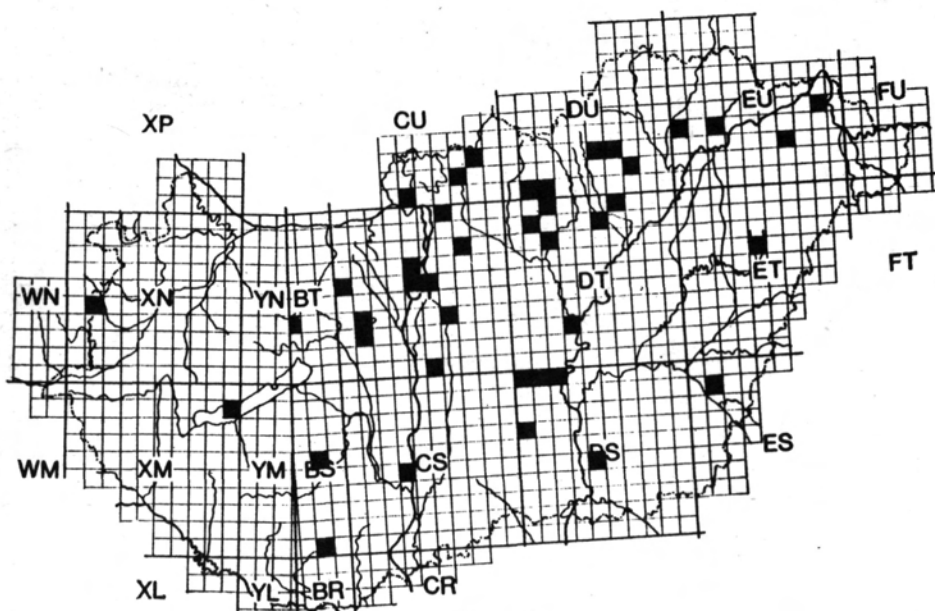 XP CU DU EU FU
WN XN YN BT DT ET FT
WM XM YM BS CS DS ES
XL YL BR CR